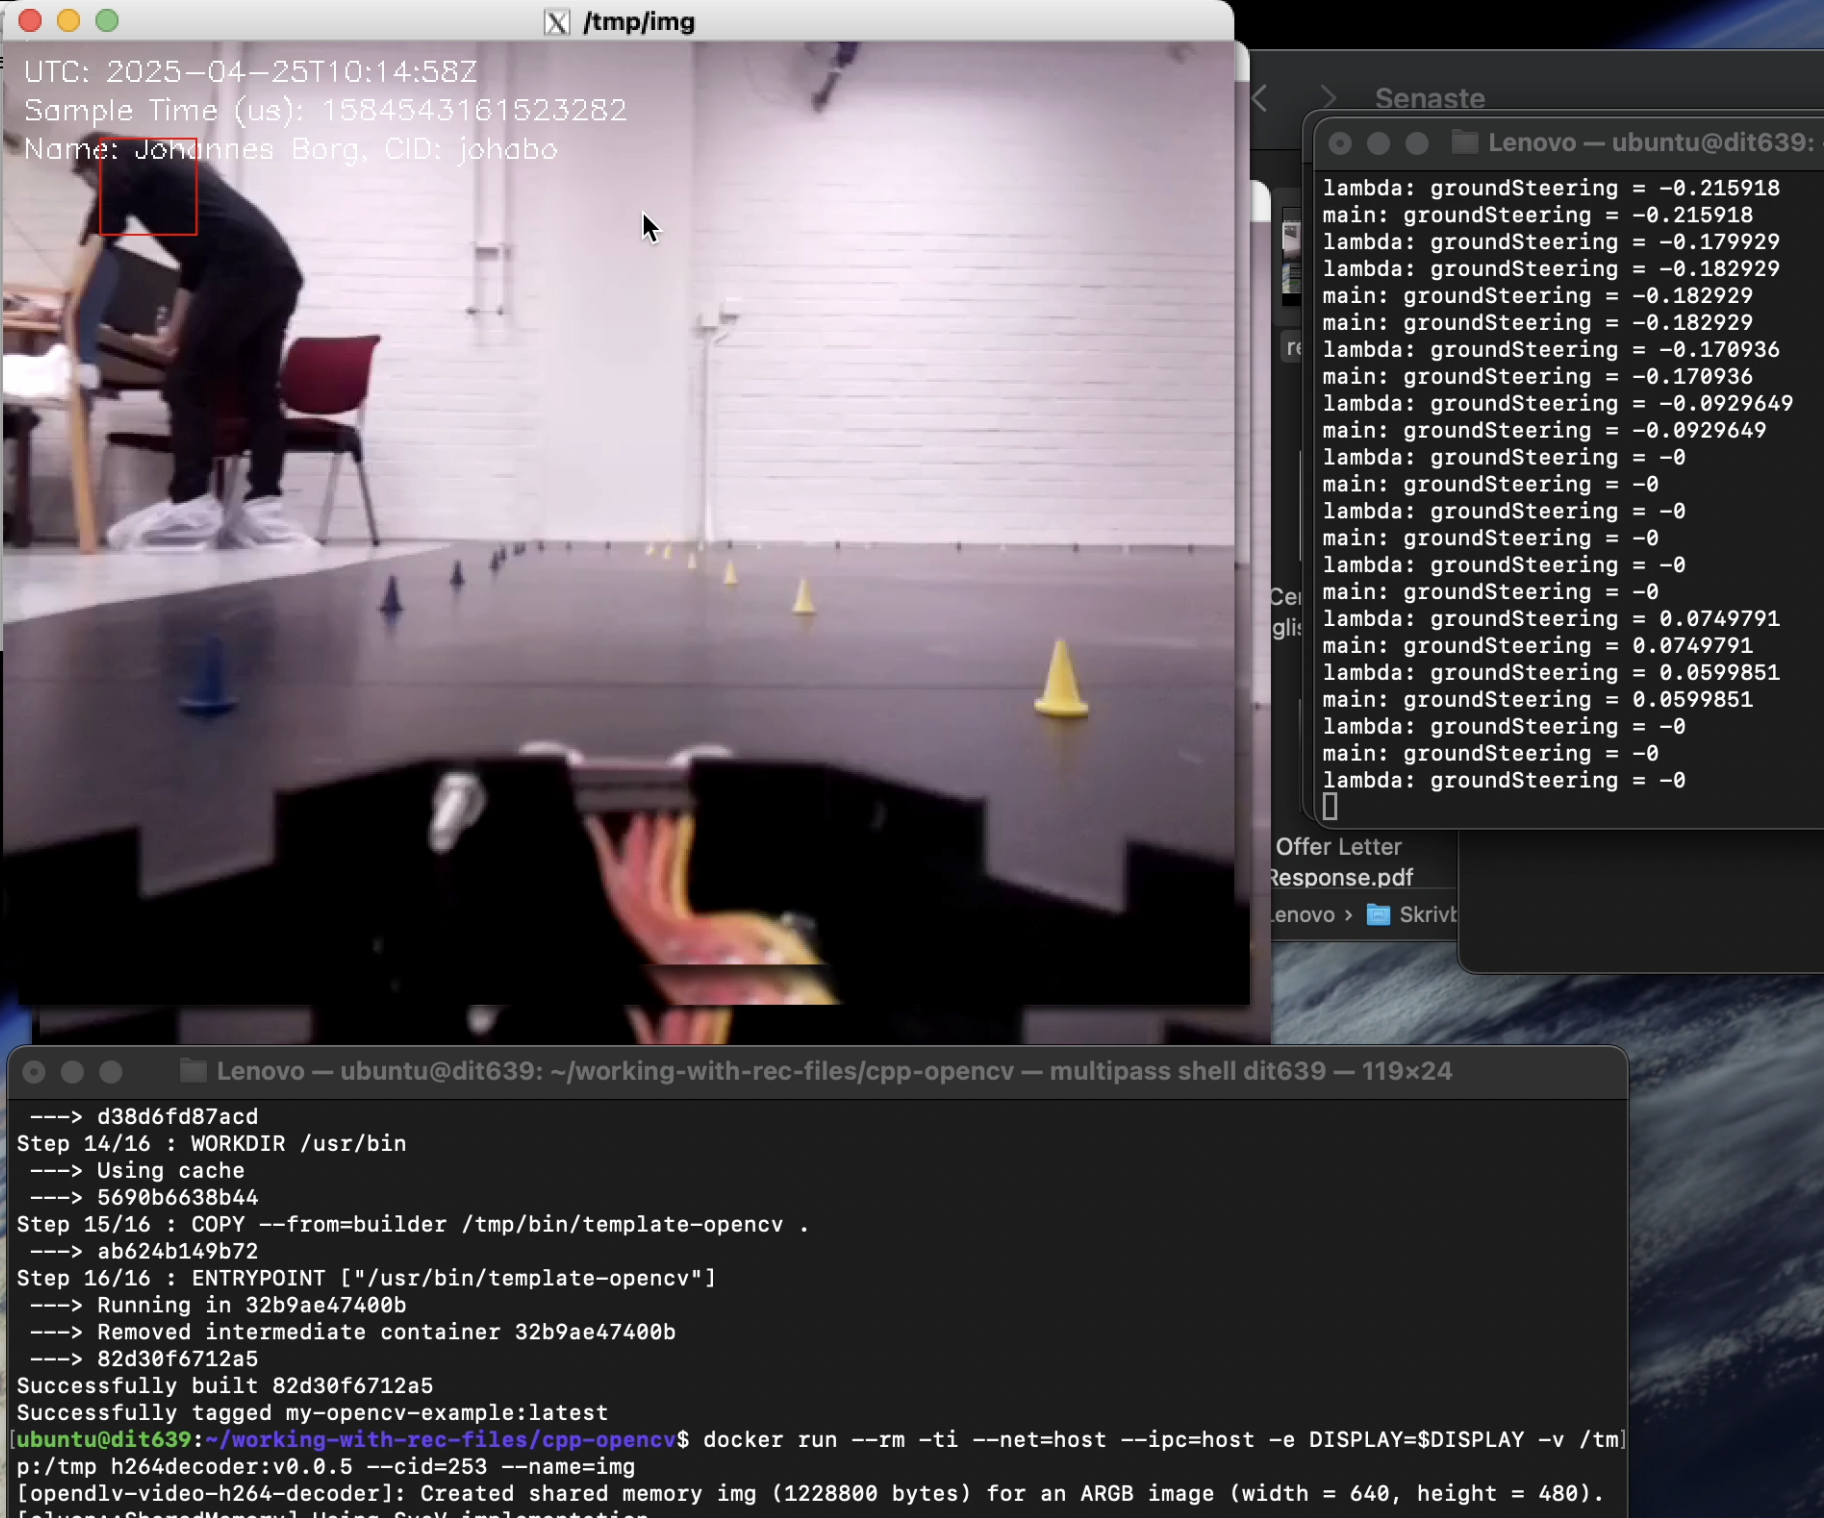 /tmp/img
UTC: 2025-04-25T10:14:58Z
Sample Time (us): 1584543161523282
Name: Johannes Borg, CID: johabo
Senaste
Lenovo — ubuntu@dit639:
lambda: groundSteering = -0.215918
main: groundSteering = -0.215918
lambda: groundSteering = -0.179929
lambda: groundSteering = -0.182929
main: groundSteering = -0.182929
main: groundSteering = -0.182929
lambda: groundSteering = -0.170936
main: groundSteering = -0.170936
lambda: groundSteering = -0.0929649
main: groundSteering = -0.0929649
lambda: groundSteering = -0
main: groundSteering = -0
lambda: groundSteering = -0
main: groundSteering = -0
lambda: groundSteering = -0
main: groundSteering = -0
lambda: groundSteering = 0.0749791
main: groundSteering = 0.0749791
lambda: groundSteering = 0.0599851
main: groundSteering = 0.0599851
lambda: groundSteering = -0
main: groundSteering = -0
lambda: groundSteering = -0
Offer Letter
Response.pdf
Lenovo › Skrivb
Lenovo — ubuntu@dit639: ~/working-with-rec-files/cpp-opencv — multipass shell dit639 — 119×24
---> d38d6fd87acd
Step 14/16 : WORKDIR /usr/bin
---> Using cache
---> 5690b6638b44
Step 15/16 : COPY --from=builder /tmp/bin/template-opencv .
---> ab624b149b72
Step 16/16 : ENTRYPOINT ["/usr/bin/template-opencv"]
---> Running in 32b9ae47400b
---> Removed intermediate container 32b9ae47400b
---> 82d30f6712a5
Successfully built 82d30f6712a5
Successfully tagged my-opencv-example:latest
[ubuntu@dit639:~/working-with-rec-files/cpp-opencv$ docker run --rm -ti --net=host --ipc=host -e DISPLAY=$DISPLAY -v /tm]
p:/tmp h264decoder:v0.0.5 --cid=253 --name=img
[opendlv-video-h264-decoder]: Created shared memory img (1228800 bytes) for an ARGB image (width = 640, height = 480).